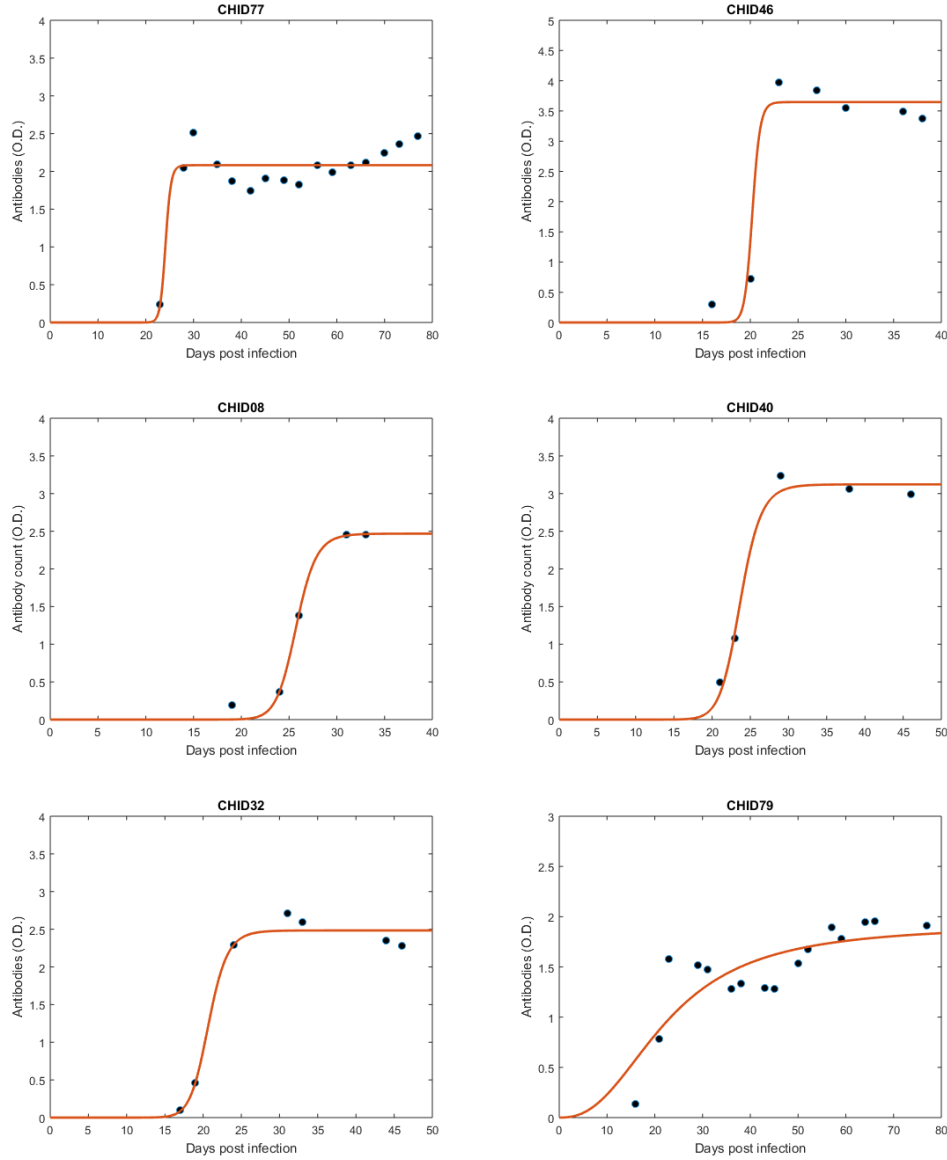 CHID77
Antibodies (O.D.)
4
3.5
3
2.5
2
1.5
1
0.5
0
0 10 20 30 40 50 60 70 80
Days post infection
CHID46
Antibodies (O.D.)
5
4.5
4
3.5
3
2.5
2
1.5
1
0.5
0
0 5 10 15 20 25 30 35 40
Days post infection
CHID08
Antibody count (O.D.)
4
3.5
3
2.5
2
1.5
1
0.5
0
0 5 10 15 20 25 30 35 40
Days post infection
CHID40
Antibody count (O.D.)
4
3.5
3
2.5
2
1.5
1
0.5
0
0 5 10 15 20 25 30 35 40 45 50
Days post infection
CHID32
Antibodies (O.D.)
4
3.5
3
2.5
2
1.5
1
0.5
0
0 5 10 15 20 25 30 35 40 45 50
Days post infection
CHID79
Antibodies (O.D.)
3
2.5
2
1.5
1
0.5
0
0 10 20 30 40 50 60 70 80
Days post infection